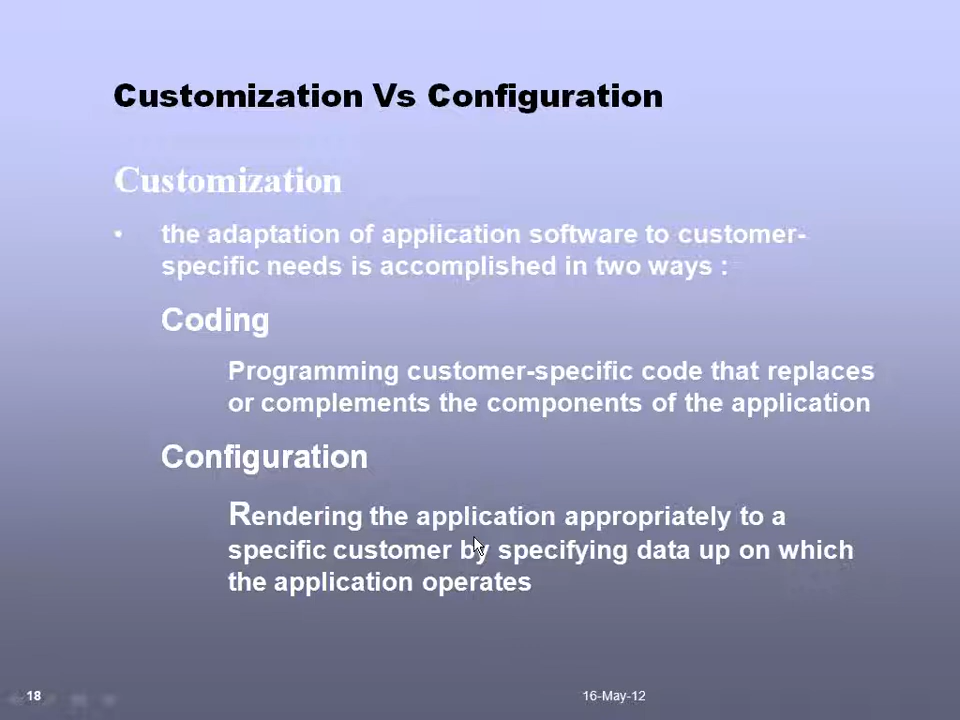 Customization Vs Configuration
Customization
• the adaptation of application software to customer-
specific needs is accomplished in two ways :
Coding
Programming customer-specific code that replaces
or complements the components of the application
Configuration
Rendering the application appropriately to a
specific customer by specifying data up on which
the application operates
18
16-May-12